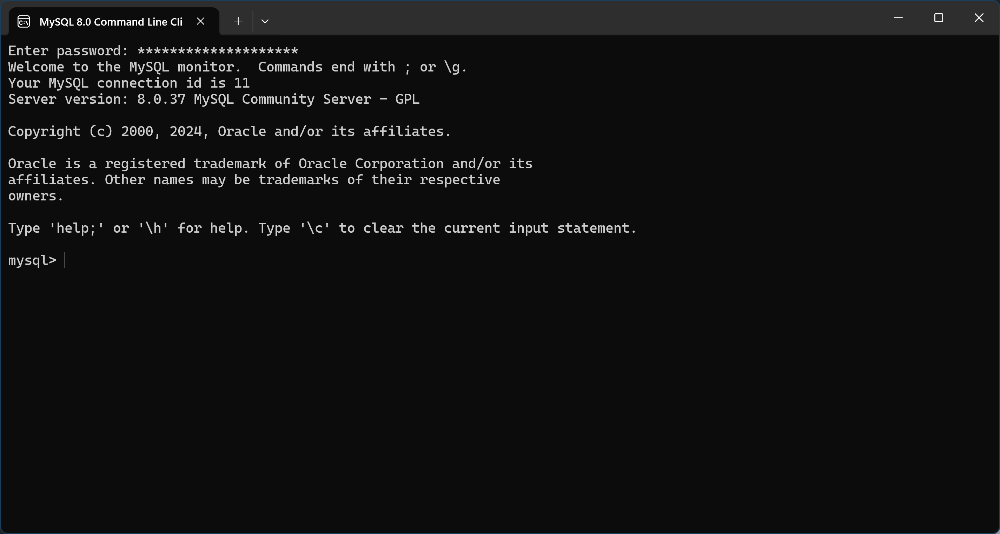 MySQL 8.0 Command Line Cli
Enter password: ********************
Welcome to the MySQL monitor.  Commands end with ; or \g.
Your MySQL connection id is 11
Server version: 8.0.37 MySQL Community Server - GPL
Copyright (c) 2000, 2024, Oracle and/or its affiliates.
Oracle is a registered trademark of Oracle Corporation and/or its
affiliates. Other names may be trademarks of their respective
owners.
Type 'help;' or '\h' for help. Type '\c' to clear the current input statement.
mysql>